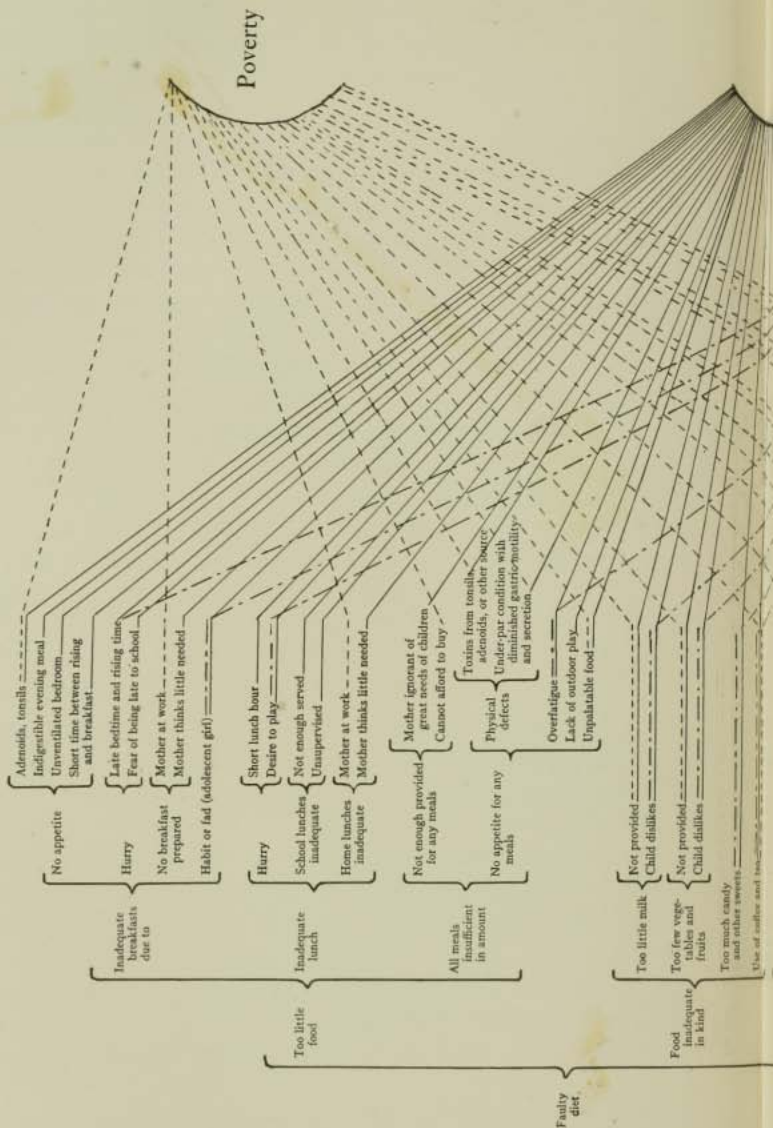 Poverty
Faulty
diet.
Too little
food
Inadequate
breakfasts
due to
No appetite
Adenoids, tonsils
Indigestible evening meal
Unventilated bedroom
Short time between rising
and breakfast
Hurry
Late bedtime and rising time
Fear of being late to school
No breakfast
prepared
Mother at work
Mother thinks little needed
Habit or fad (adolescent girl)
Inadequate
lunch
Hurry
Short lunch hour
Desire to play
School lunches
inadequate
Not enough served
Unsupervised
Home lunches
inadequate
Mother at work
Mother thinks little needed
All meals
insufficient
in amount
Not enough provided
for any meals
Mother ignorant of
great needs of children
Cannot afford to buy
No appetite for any
meals
Physical
defects
Toxins from tonsils,
adenoids, or other source
Under-par condition with
diminished gastric motility
and secretion
Overfatigue
Lack of outdoor play
Unpalatable food
Food
inadequate
in kind
Too little milk
Not provided
Child dislikes
Too few vege-
tables and
fruits
Not provided
Child dislikes
Too much candy
and other sweets
Use of coffee and tea